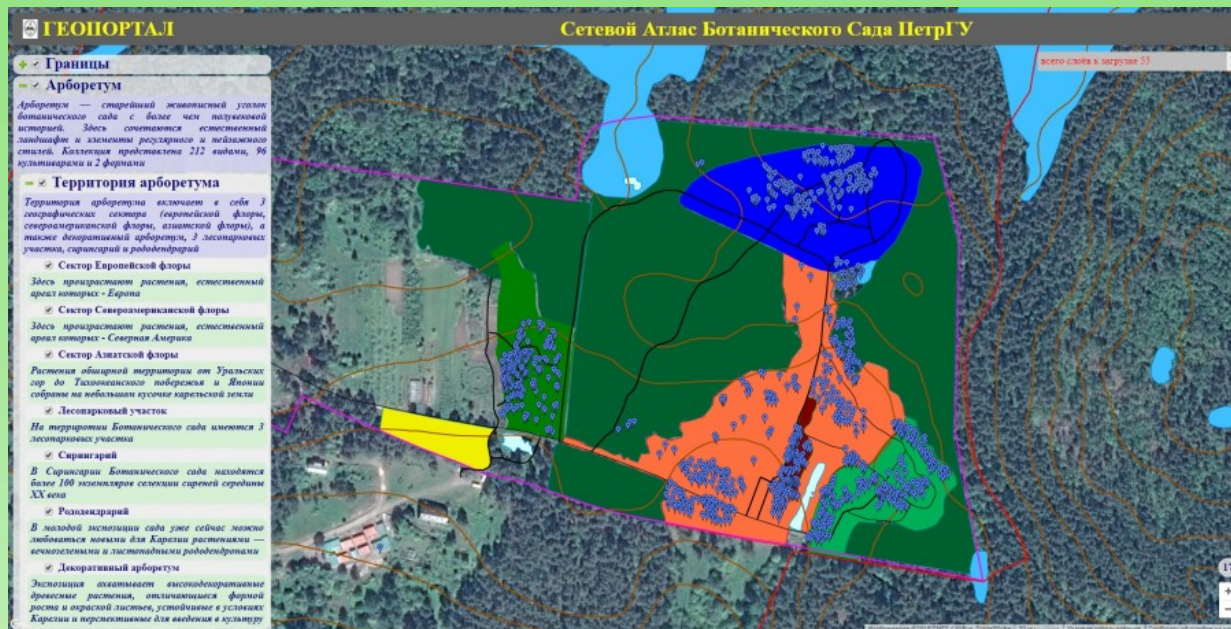 ГЕОПОРТАЛ
Сетевой Атлас Ботанического Сада ПетрГУ
всего слоёв к загрузке 55
Границы
Арборетум
Арборетум — старейший живописный уголок
ботанического сада с более чем полувековой
историей. Здесь сочетаются естественный
ландшафт и элементы регулярного и пейзажного
стилей. Коллекция представлена 212 видами, 96
культиварами и 2 формами
Территория арборетума
Территория арборетума включает в себя 3
географических сектора (европейской флоры,
североамериканской флоры, азиатской флоры), а
также декоративный арборетум, 3 лесопарковых
участка, сирингарий и рододендрарий
Сектор Европейской флоры
Здесь произрастают растения, естественный
ареал которых - Европа
Сектор Североамериканской флоры
Здесь произрастают растения, естественный
ареал которых - Северная Америка
Сектор Азиатской флоры
Растения обширной территории от Уральских
гор до Тихоокеанского побережья и Японии
собраны на небольшом кусочке карельской земли
Лесопарковый участок
На территории Ботанического сада имеются 3
лесопарковых участка
Сирингарий
В Сирингарии Ботанического сада находятся
более 100 экземпляров селекции сиреней середины
XX века
Рододендрарий
В молодой экспозиции сада уже сейчас можно
любоваться новыми для Карелии растениями —
вечнозелеными и листопадными рододендронами
Декоративный арборетум
Экспозиция охватывает высокодекоративные
древесные растения, отличающиеся формой
роста и окраской листьев, устойчивые в условиях
Карелии и перспективные для введения в культуру
17